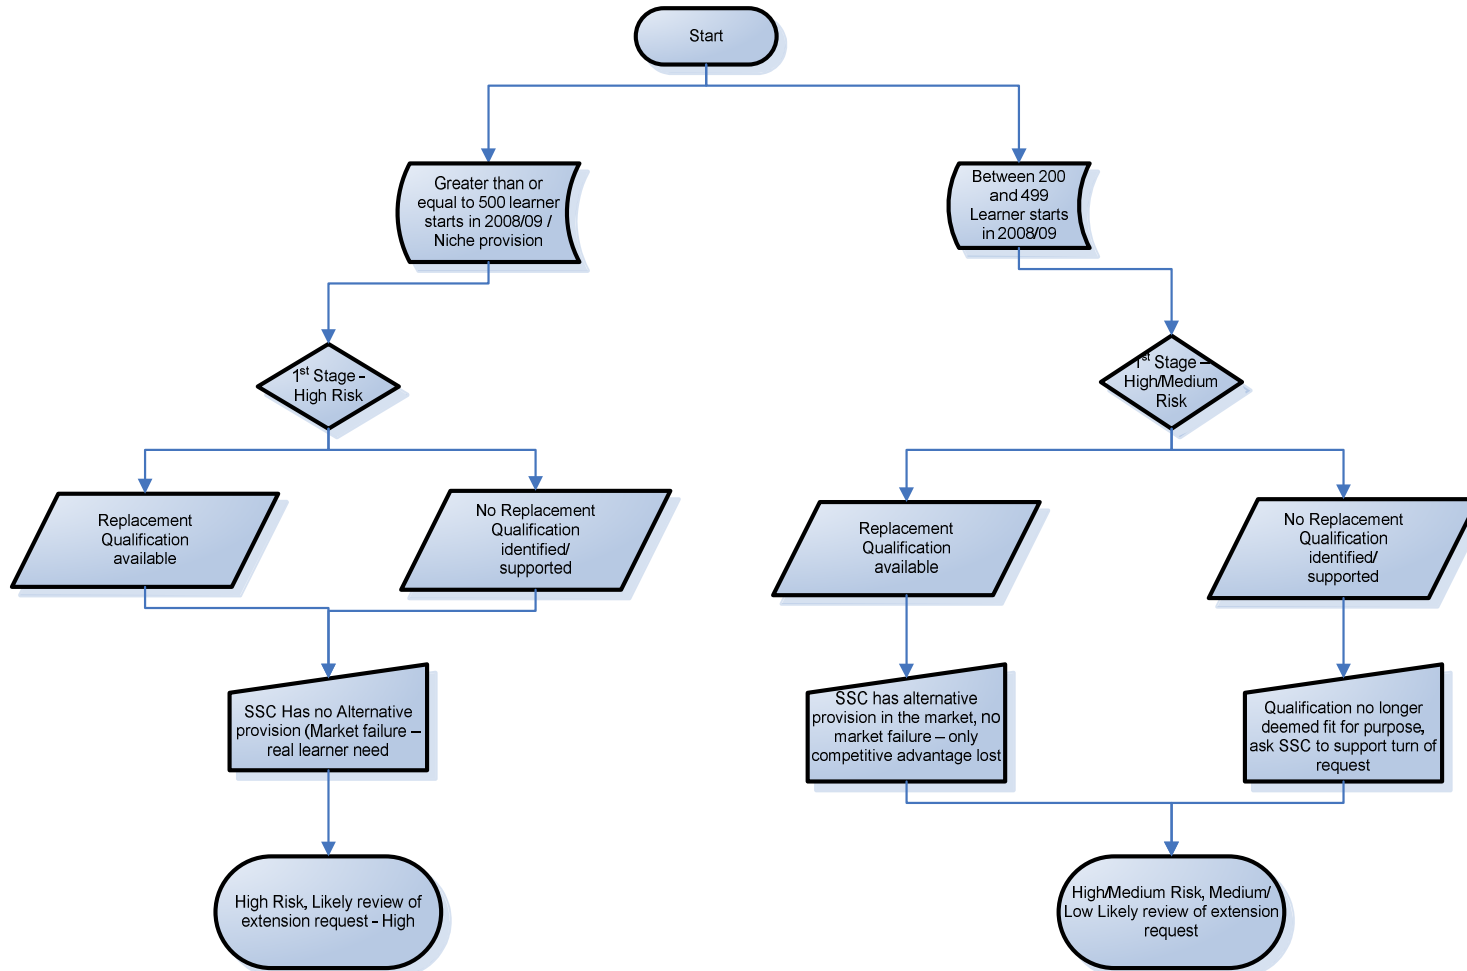 Start
Greater than or
equal to 500 learner
starts in 2008/09 /
Niche provision
Between 200
and 499
Learner starts
in 2008/09
1st Stage –
High Risk
1st Stage –
High/Medium
Risk
Replacement
Qualification
available
No Replacement
Qualification
identified/
supported
Replacement
Qualification
available
No Replacement
Qualification
identified/
supported
SSC Has no Alternative
provision (Market failure –
real learner need
SSC has alternative
provision in the market, no
market failure – only
competitive advantage lost
Qualification no longer
deemed fit for purpose,
ask SSC to support turn of
request
High Risk, Likely review of
extension request - High
High/Medium Risk, Medium/
Low Likely review of extension
request